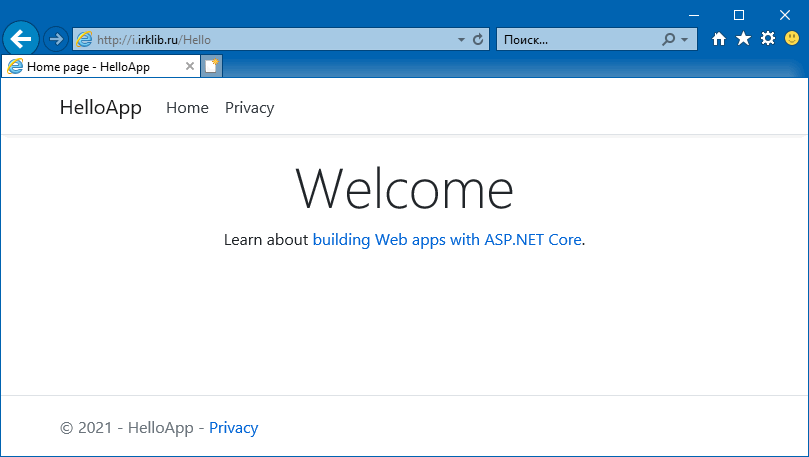 http://i.irklib.ru/Hello
Поиск...
Home page - HelloApp
HelloApp Home Privacy
Welcome
Learn about building Web apps with ASP.NET Core.
© 2021 - HelloApp - Privacy